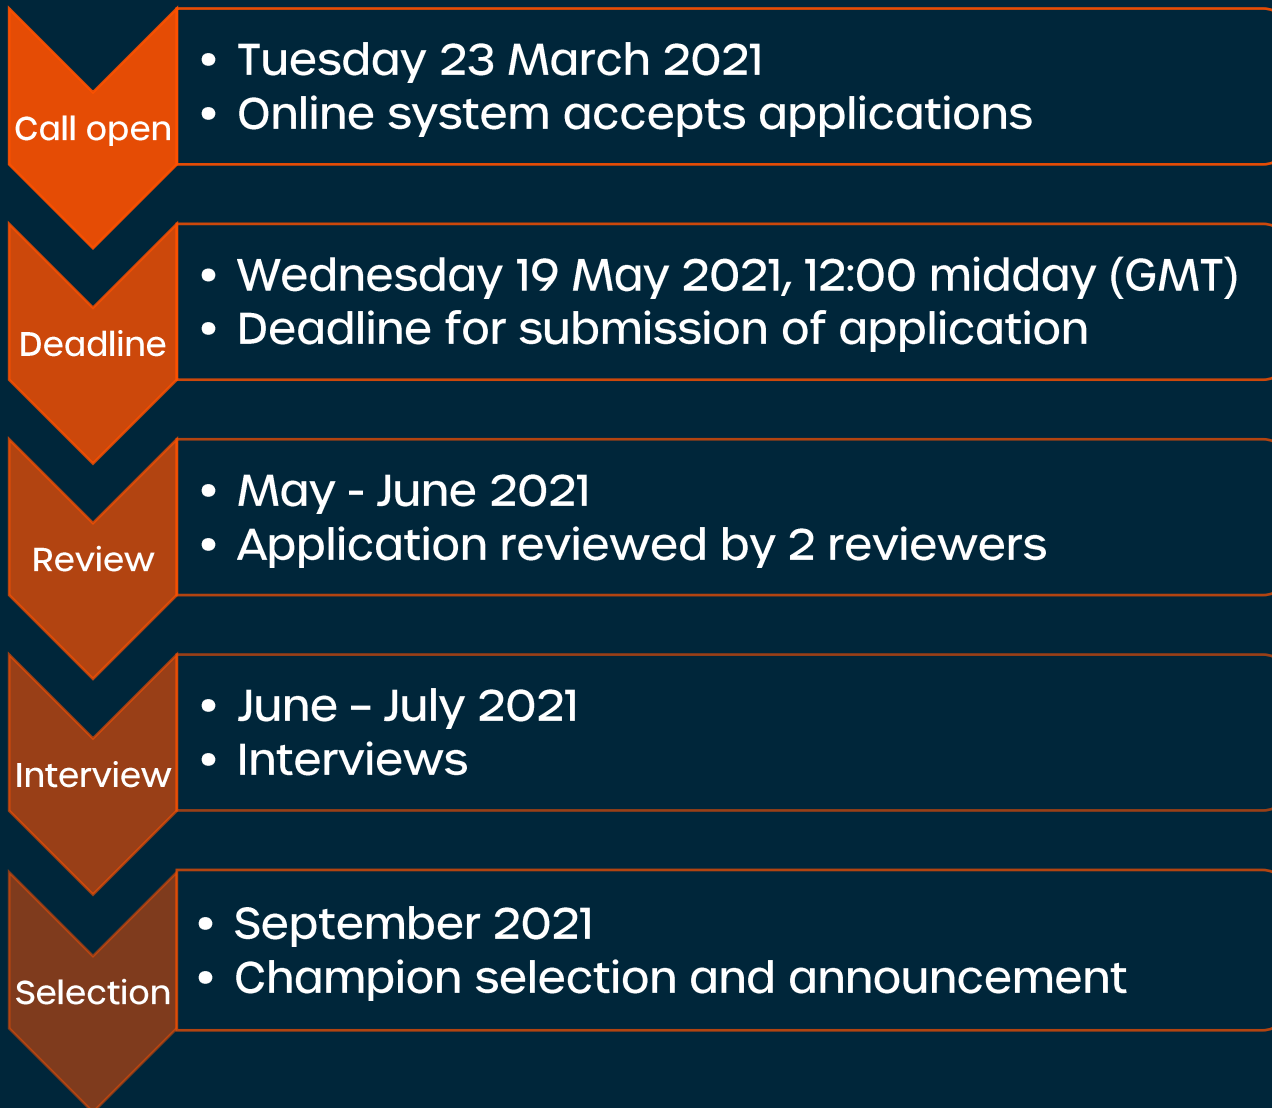 Call open
• Tuesday 23 March 2021
• Online system accepts applications
Deadline
• Wednesday 19 May 2021, 12:00 midday (GMT)
• Deadline for submission of application
Review
• May - June 2021
• Application reviewed by 2 reviewers
Interview
• June – July 2021
• Interviews
Selection
• September 2021
• Champion selection and announcement